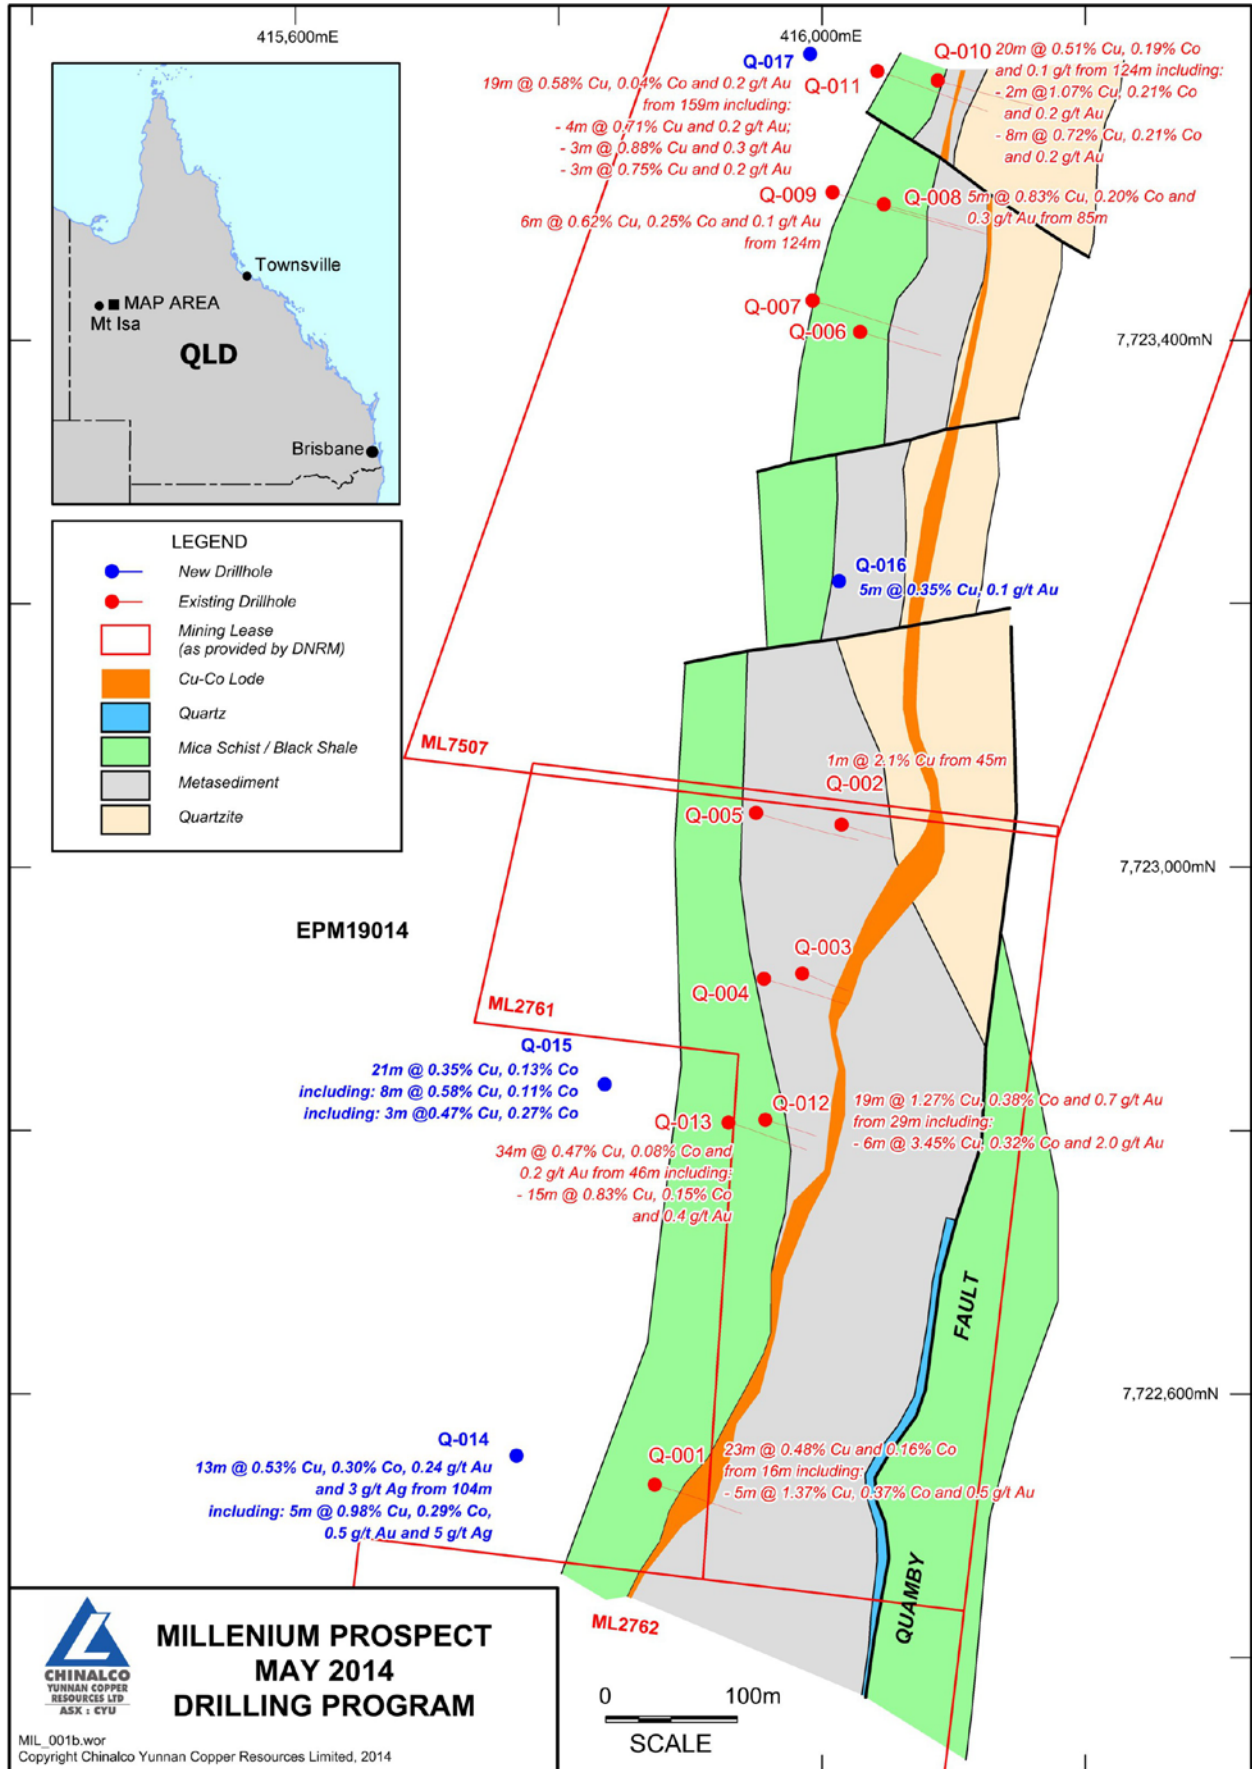 415,600mE
416,000mE
Q-017
Q-010
20m @ 0.51% Cu, 0.19% Co
and 0.1 g/t from 124m including:
- 2m @1.07% Cu, 0.21% Co
and 0.2 g/t Au
- 8m @ 0.72% Cu, 0.21% Co
and 0.2 g/t Au
Q-011
19m @ 0.58% Cu, 0.04% Co and 0.2 g/t Au
from 159m including:
- 4m @ 0.71% Cu and 0.2 g/t Au;
- 3m @ 0.88% Cu and 0.3 g/t Au
- 3m @ 0.75% Cu and 0.2 g/t Au
Q-009
6m @ 0.62% Cu, 0.25% Co and 0.1 g/t Au
from 124m
Q-008
5m @ 0.83% Cu, 0.20% Co and
0.3 g/t Au from 85m
Q-007
Q-006
7,723,400mN
Townsville
MAP AREA
Mt Isa
QLD
Brisbane
LEGEND
New Drillhole
Existing Drillhole
Mining Lease
(as provided by DNRM)
Cu-Co Lode
Quartz
Mica Schist / Black Shale
Metasediment
Quartzite
Q-016
5m @ 0.35% Cu, 0.1 g/t Au
ML7507
1m @ 2.1% Cu from 45m
Q-002
Q-005
7,723,000mN
EPM19014
Q-003
Q-004
ML2761
Q-015
21m @ 0.35% Cu, 0.13% Co
including: 8m @ 0.58% Cu, 0.11% Co
including: 3m @0.47% Cu, 0.27% Co
Q-012
19m @ 1.27% Cu, 0.38% Co and 0.7 g/t Au
from 29m including:
- 6m @ 3.45% Cu, 0.32% Co and 2.0 g/t Au
Q-013
34m @ 0.47% Cu, 0.08% Co and
0.2 g/t Au from 46m including:
- 15m @ 0.83% Cu, 0.15% Co
and 0.4 g/t Au
FAULT
7,722,600mN
Q-014
13m @ 0.53% Cu, 0.30% Co, 0.24 g/t Au
and 3 g/t Ag from 104m
including: 5m @ 0.98% Cu, 0.29% Co,
0.5 g/t Au and 5 g/t Ag
Q-001
23m @ 0.48% Cu and 0.16% Co
from 16m including:
- 5m @ 1.37% Cu, 0.37% Co and 0.5 g/t Au
QUAMBY
ML2762
CHINALCO
YUNNAN COPPER
RESOURCES LTD
ASX : CYU
MILLENIUM PROSPECT
MAY 2014
DRILLING PROGRAM
0 100m
SCALE
MIL_001b.wor
Copyright Chinalco Yunnan Copper Resources Limited, 2014